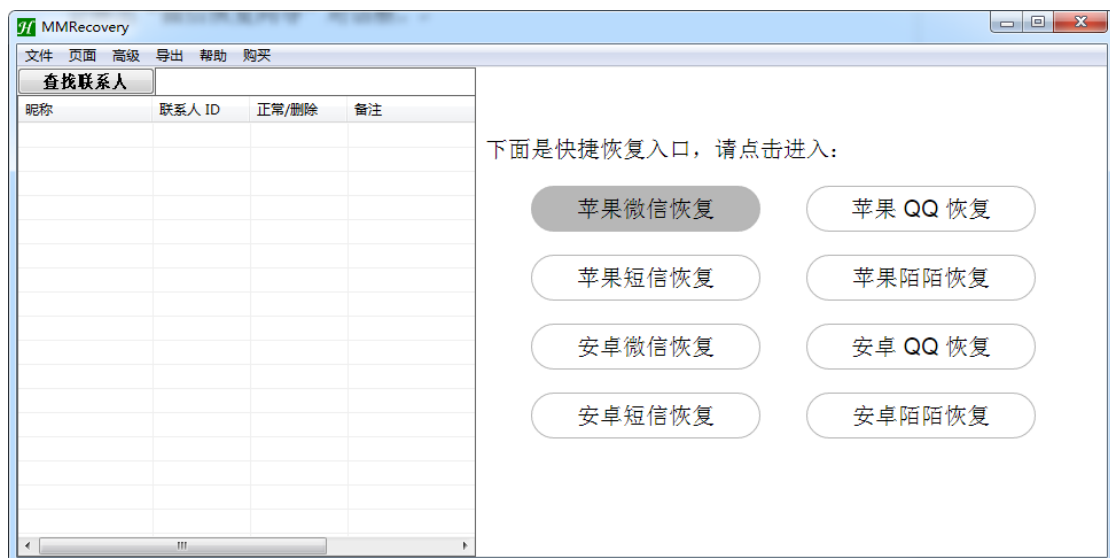 MMRecovery
文件 页面 高级 导出 帮助 购买
查找联系人
昵称 联系人 ID 正常/删除 备注
下面是快捷恢复入口，请点击进入：
苹果微信恢复 苹果 QQ 恢复
苹果短信恢复 苹果陌陌恢复
安卓微信恢复 安卓 QQ 恢复
安卓短信恢复 安卓陌陌恢复